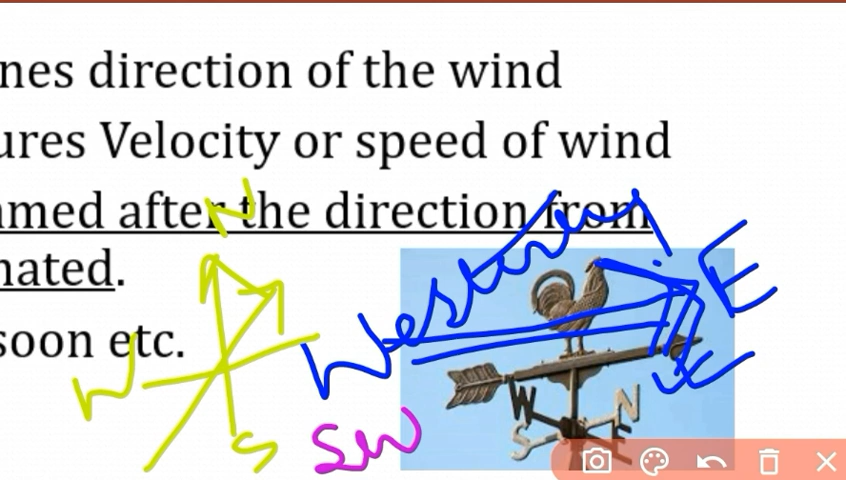 nes direction of the wind
ures Velocity or speed of wind
med after the direction from
N
nated.
Westerly
E
soon etc.
W
S
SW
E
W
N
S
E